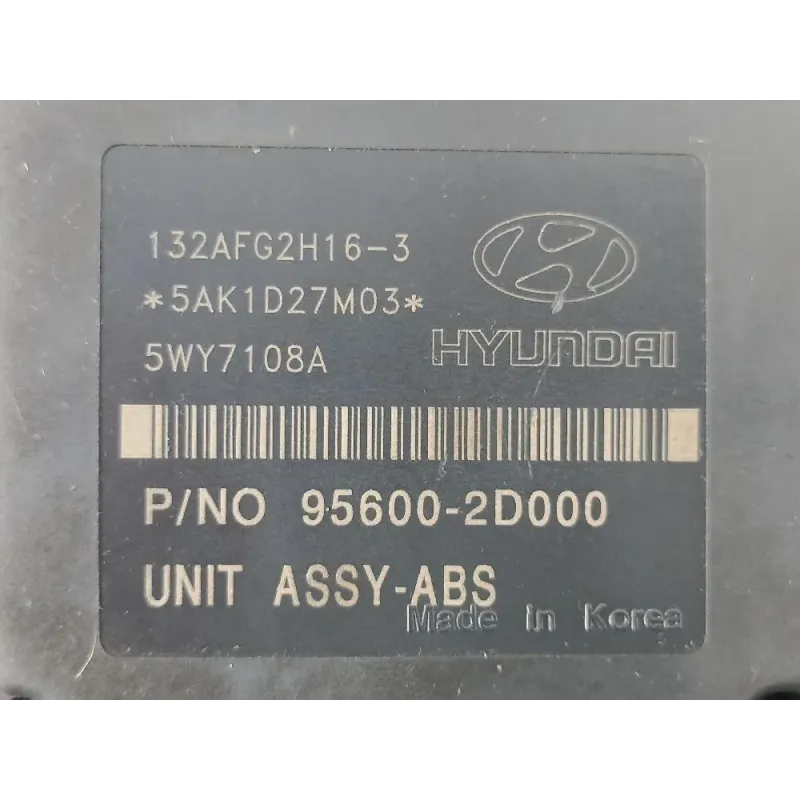 132AFG2H16-3
*5AK1D27M03*
5WY7108A
HYUNDAI
P/NO 95600-2D000
UNIT ASSY-ABS
Made in Korea